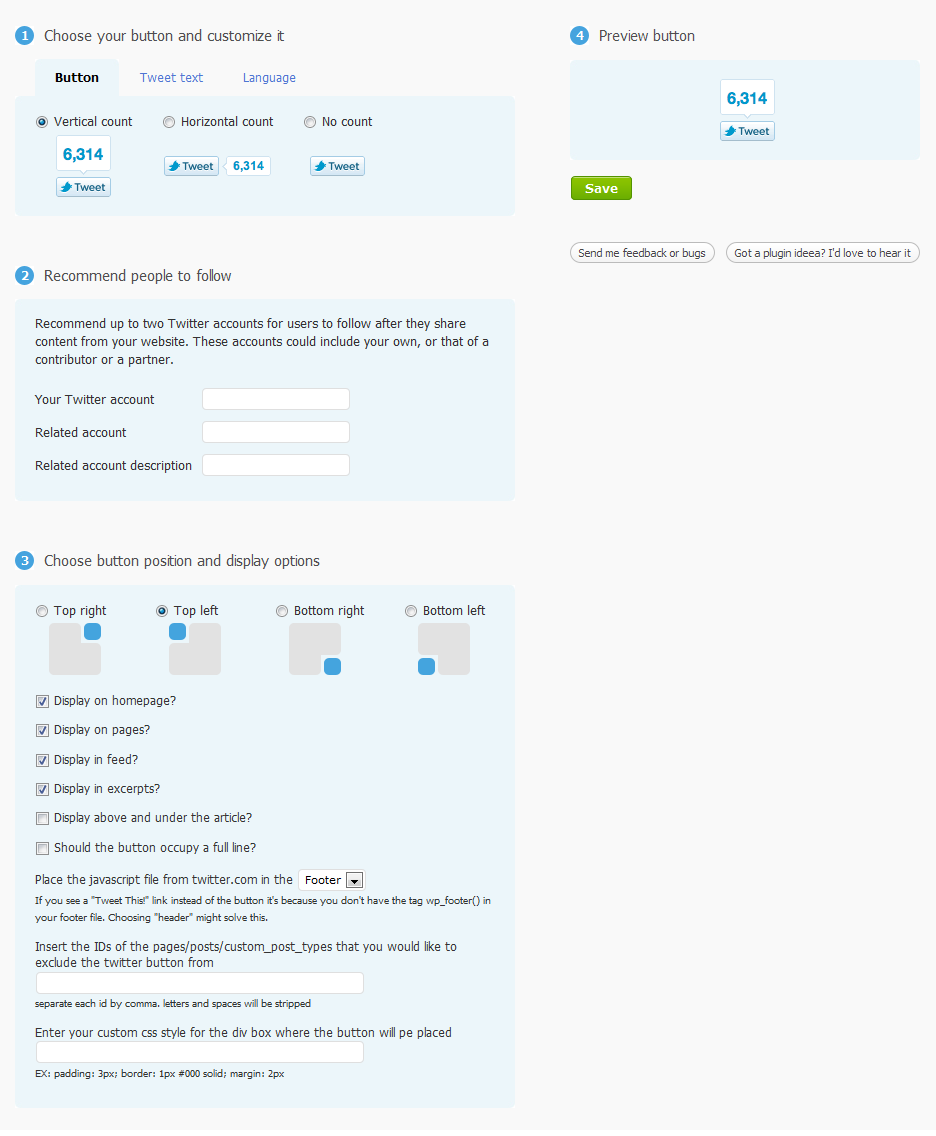 1 Choose your button and customize it
Button Tweet text Language
Vertical count Horizontal count No count
6,314
Tweet
Tweet 6,314
Tweet
2 Recommend people to follow
Recommend up to two Twitter accounts for users to follow after they share
content from your website. These accounts could include your own, or that of a
contributor or a partner.
Your Twitter account
Related account
Related account description
3 Choose button position and display options
Top right Top left Bottom right Bottom left
Display on homepage?
Display on pages?
Display in feed?
Display in excerpts?
Display above and under the article?
Should the button occupy a full line?
Place the javascript file from twitter.com in the Footer
If you see a "Tweet This!" link instead of the button it's because you don't have the tag wp_footer() in
your footer file. Choosing "header" might solve this.
Insert the IDs of the pages/posts/custom_post_types that you would like to
exclude the twitter button from
separate each id by comma. letters and spaces will be stripped
Enter your custom css style for the div box where the button will pe placed
EX: padding: 3px; border: 1px #000 solid; margin: 2px
4 Preview button
6,314
Tweet
Save
Send me feedback or bugs
Got a plugin ideea? I'd love to hear it